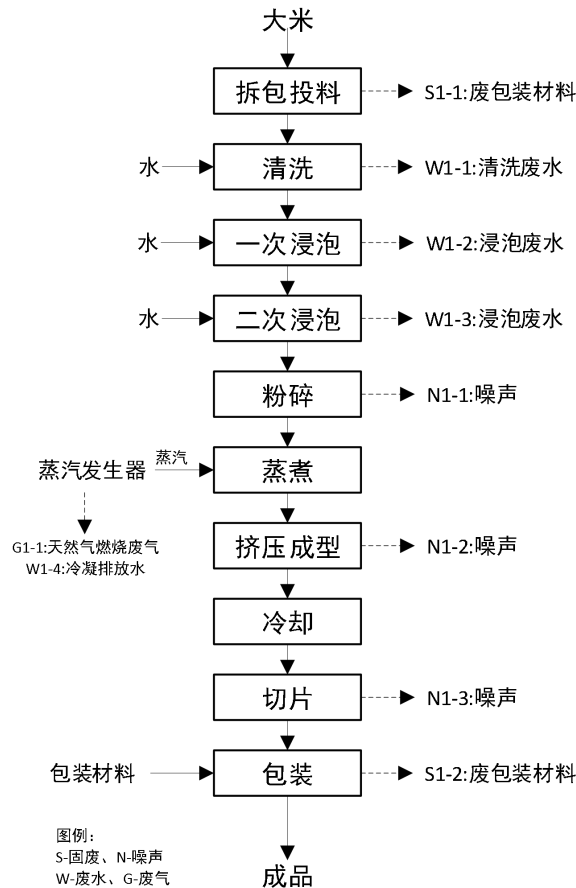 大米
拆包投料
S1-1:废包装材料
水
清洗
W1-1:清洗废水
水
一次浸泡
W1-2:浸泡废水
水
二次浸泡
W1-3:浸泡废水
粉碎
N1-1:噪声
蒸汽发生器
蒸汽
蒸煮
G1-1:天然气燃烧废气
W1-4:冷凝排放水
挤压成型
N1-2:噪声
冷却
切片
N1-3:噪声
包装材料
包装
S1-2:废包装材料
图例：
S-固废、N-噪声
W-废水、G-废气
成品